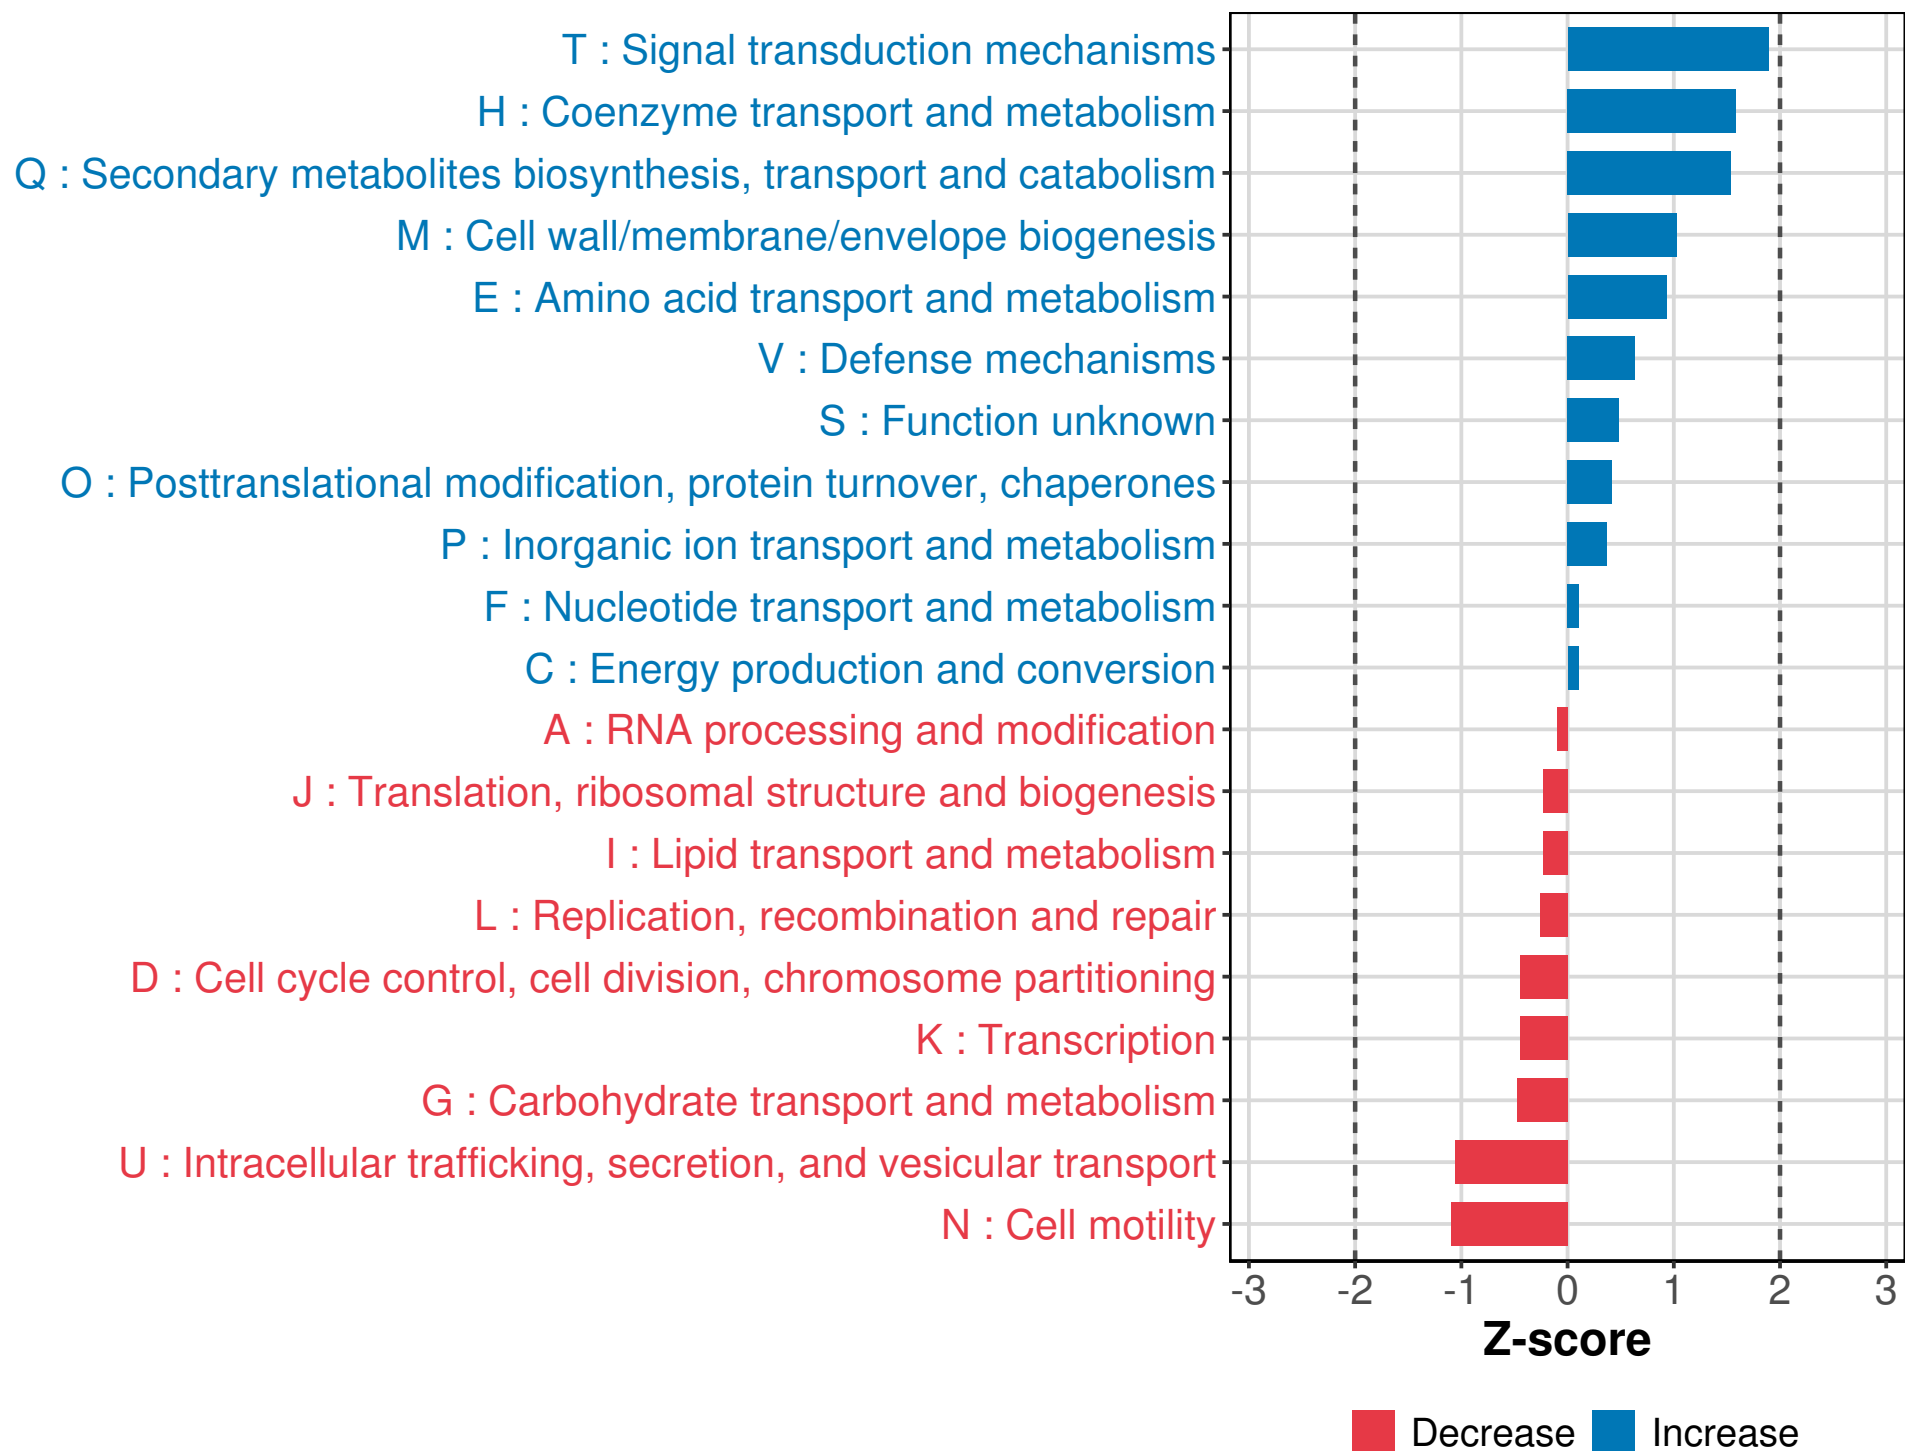 T : Signal transduction mechanisms
H : Coenzyme transport and metabolism
Q : Secondary metabolites biosynthesis, transport and catabolism
M : Cell wall/membrane/envelope biogenesis
E : Amino acid transport and metabolism
V : Defense mechanisms
S : Function unknown
O : Posttranslational modification, protein turnover, chaperones
P : Inorganic ion transport and metabolism
F : Nucleotide transport and metabolism
C : Energy production and conversion
A : RNA processing and modification
J : Translation, ribosomal structure and biogenesis
I : Lipid transport and metabolism
L : Replication, recombination and repair
D : Cell cycle control, cell division, chromosome partitioning
K : Transcription
G : Carbohydrate transport and metabolism
U : Intracellular trafficking, secretion, and vesicular transport
N : Cell motility
-3 -2 -1 0 1 2 3
Z-score
Decrease Increase